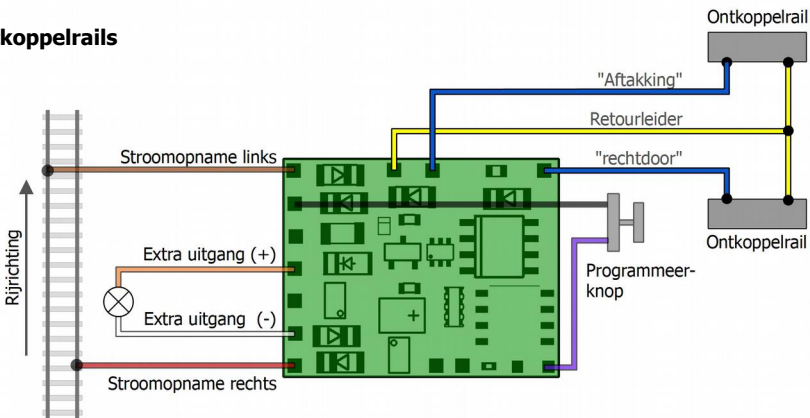 koppelrails
Ontkoppelrail
"Aftakking"
Retourleider
"rechtdoor"
Stroomopname links
Ontkoppelrail
Extra uitgang (+)
Programmeer-
knop
Rijrichting
Extra uitgang (-)
+
Stroomopname rechts